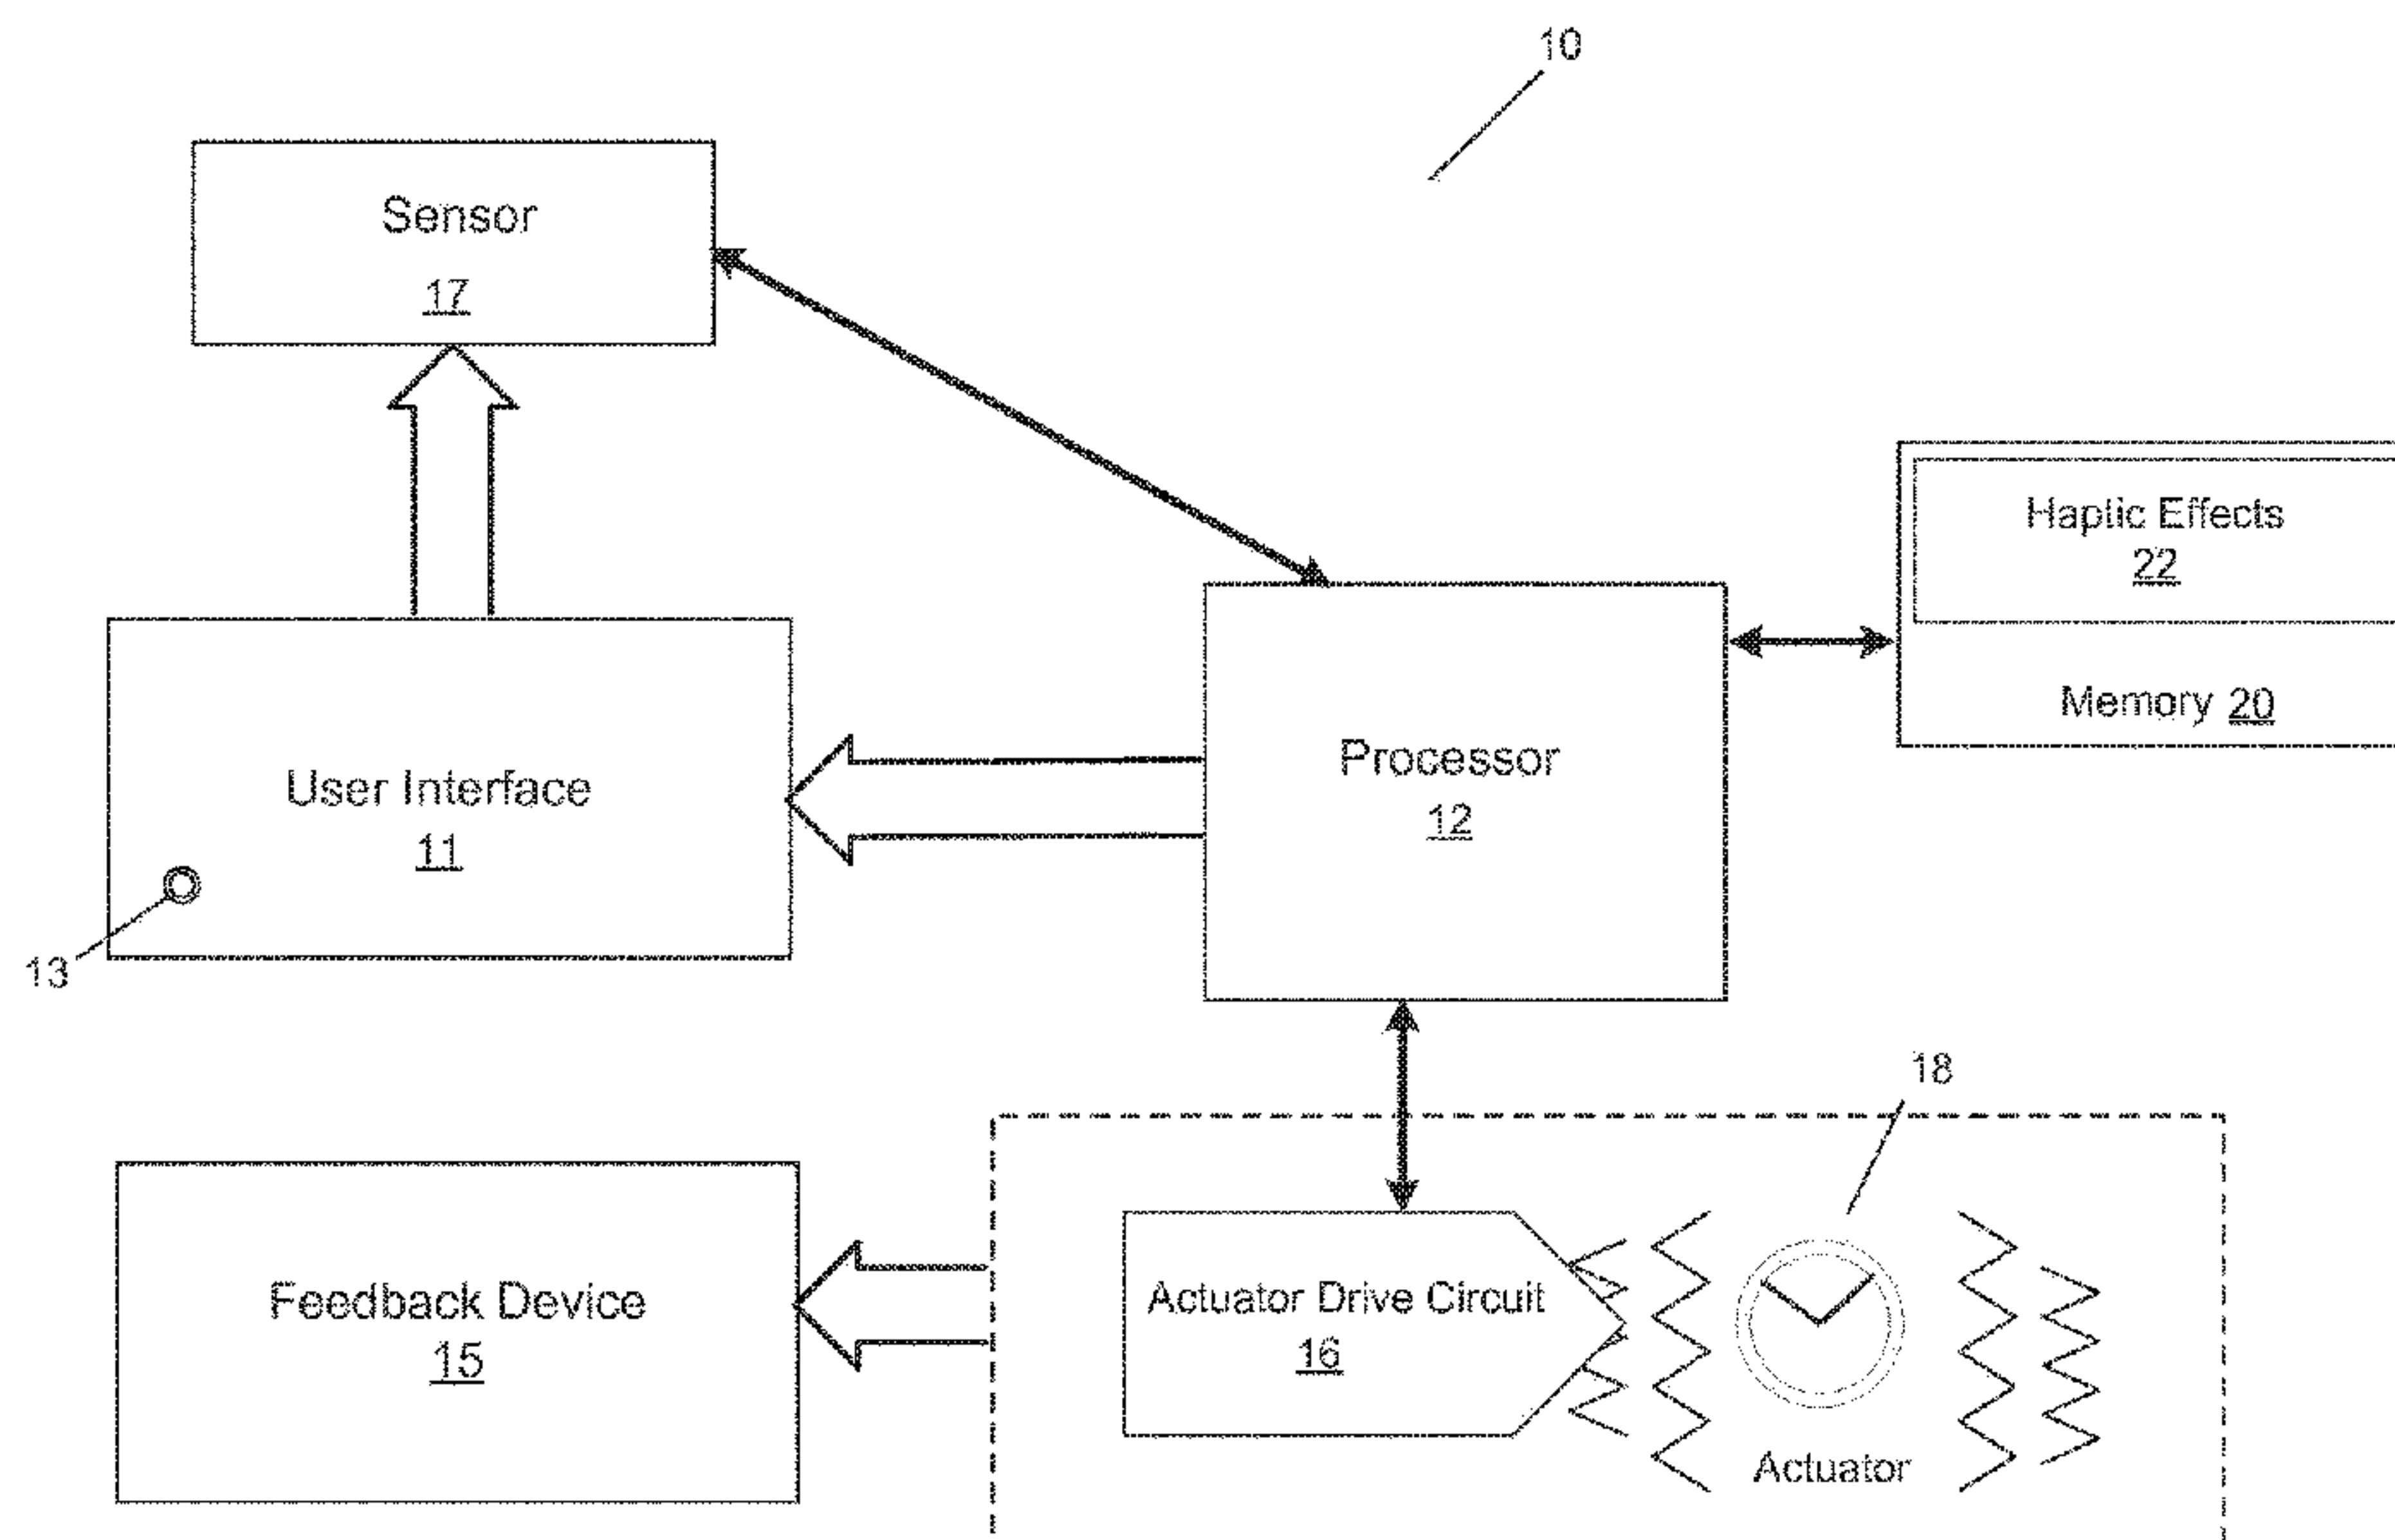 10
Sensor
17
Haptic Effects
22
Memory 20
Processor
12
User Interface
11
13
18
Feedback Device
15
Actuator Drive Circuit
16
Actuator